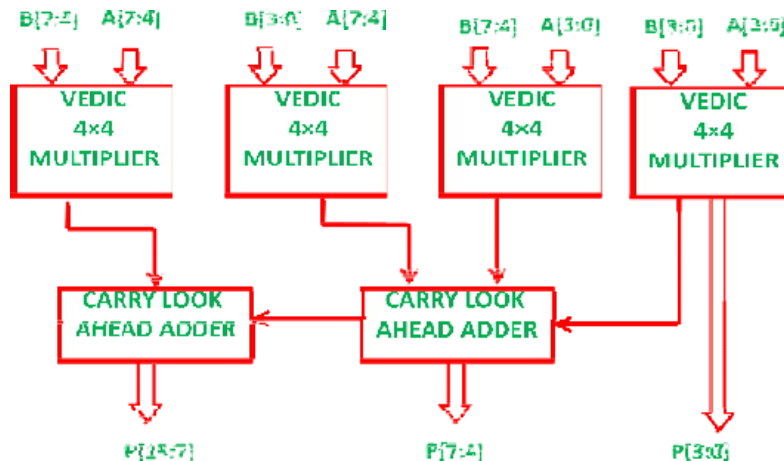 B[7:4] A[7:4] B[3:0] A[7:4] B[7:4] A[3:0] B[3:0] A[3:0]
VEDIC
4×4
MULTIPLIER
VEDIC
4×4
MULTIPLIER
VEDIC
4×4
MULTIPLIER
VEDIC
4×4
MULTIPLIER
CARRY LOOK
AHEAD ADDER
CARRY LOOK
AHEAD ADDER
P[7:4] P[3:0]